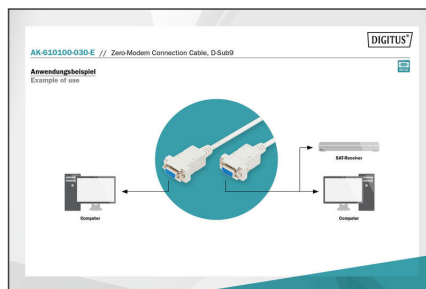 DIGITUS®
AK-610100-030-E // Zero-Modem Connection Cable, D-Sub9
Anwendungsbeispiel
Example of use
SAT-Receiver
Computer
Computer